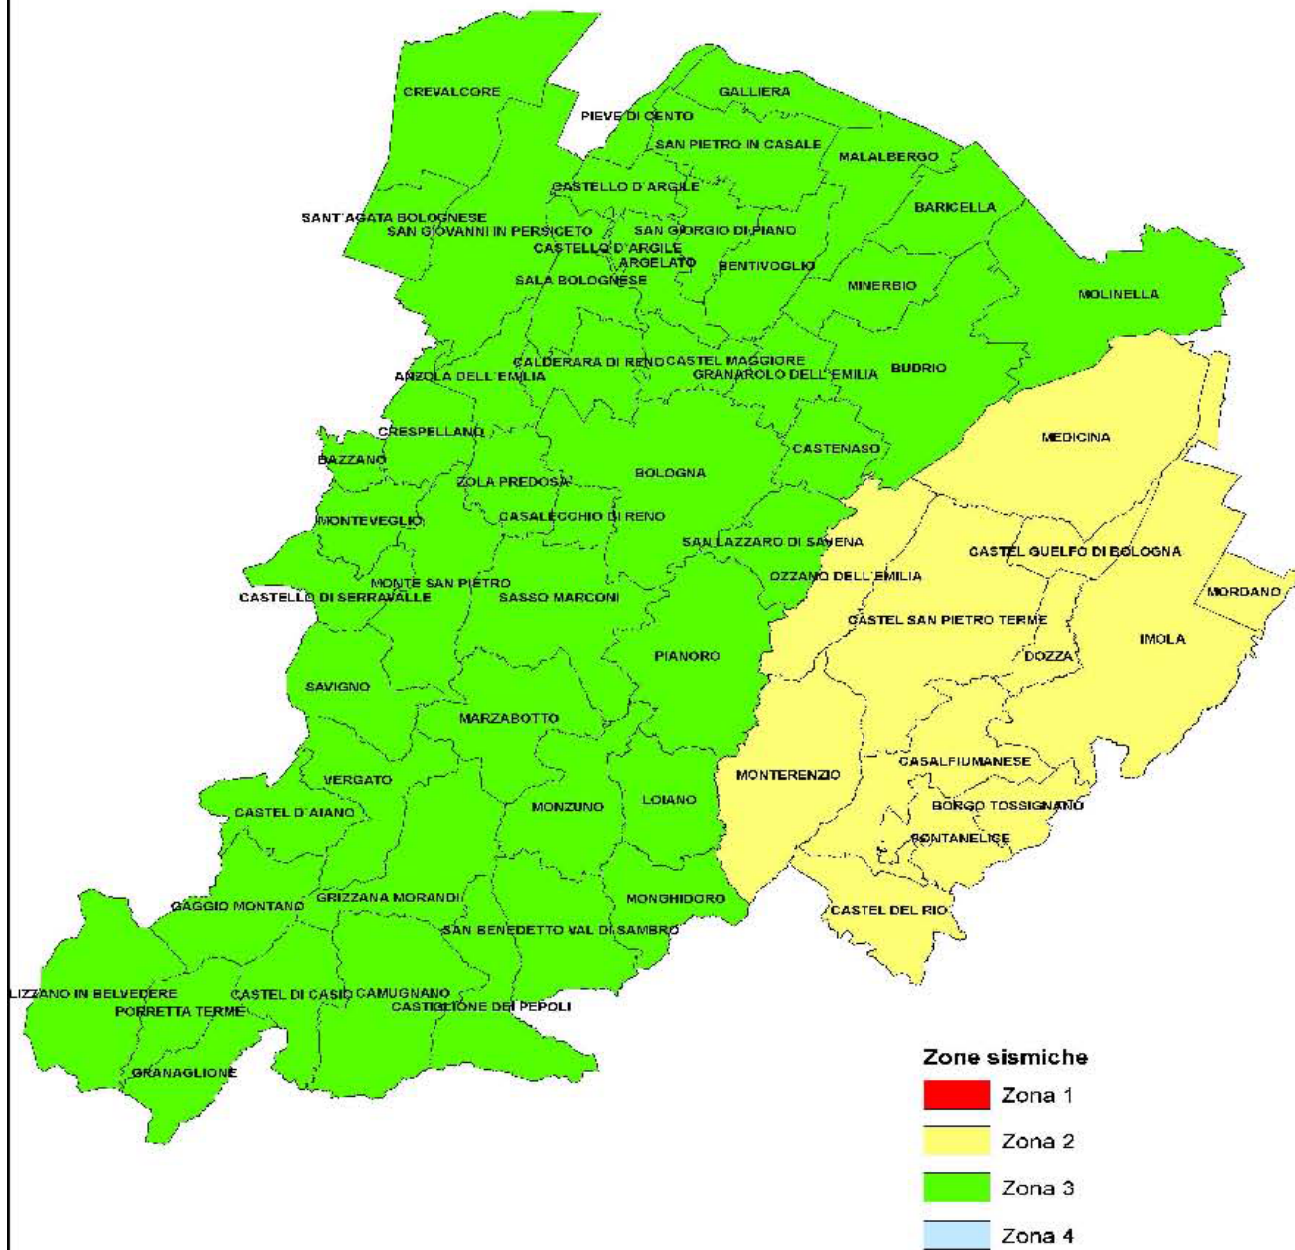 CREVALCORE
GALLIERA
PIEVE DI CENTO
SAN PIETRO IN CASALE
MALALBERGO
CASTELLO D'ARGILE
BARICELLA
SANT'AGATA BOLOGNESE
SAN GIOVANNI IN PERSICETO
SAN GIORGIO DI PIANO
CASTELLO D'ARGILE
ARGELATO
BENTIVOGLIO
SALA BOLOGNESE
MINERBIO
MOLINELLA
CALDERARA DI RENO
CASTEL MAGGIORE
ANZOLA DELL'EMILIA
GRANAROLO DELL'EMILIA
BUDRIO
CRESPELLANO
MEDICINA
BAZZANO
CASTENASO
BOLOGNA
ZOLA PREDOSA
MONTEVEGLIO
CASALECCHIO DI RENO
SAN LAZZARO DI SAVENA
CASTEL GUELFO DI BOLOGNA
OZZANO DELL'EMILIA
MONTE SAN PIETRO
MORDANO
CASTELLO DI SERRAVALLE
SASSO MARCONI
CASTEL SAN PIETRO TERME
IMOLA
PIANORO
DOZZA
SAVIGNO
MARZABOTTO
CASALFIUMANESE
VERGATO
MONTERENZIO
LOIANO
MONZUNO
BORGO TOSSIGNANO
CASTEL D'AIANO
FONTANELICE
GRIZZANA MORANDI
MONGHIDORO
GAGGIO MONTANO
CASTEL DEL RIO
SAN BENEDETTO VAL DI SAMBRO
LIZZANO IN BELVEDERE
CASTEL DI CASIO
CAMUGNANO
CASTIGLIONE DEI PEPOLI
PORRETTA TERME
GRANAGLIONE
Zone sismiche
Zona 1
Zona 2
Zona 3
Zona 4